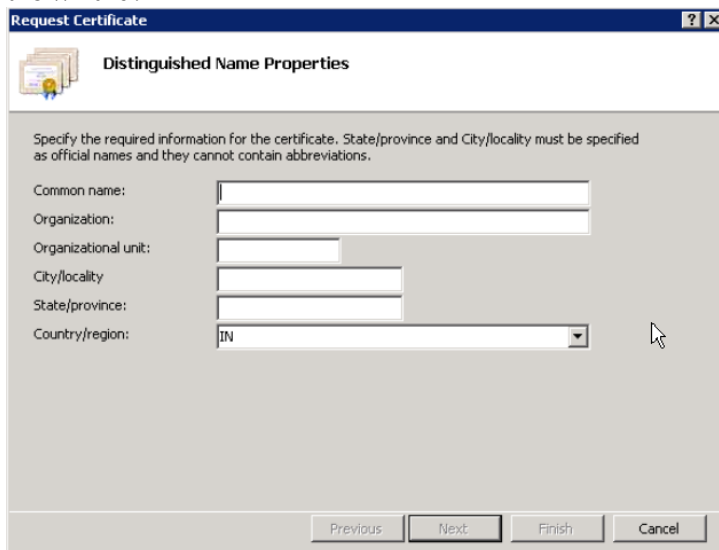 Request Certificate
Distinguished Name Properties
Specify the required information for the certificate. State/province and City/locality must be specified
as official names and they cannot contain abbreviations.
Common name:
Organization:
Organizational unit:
City/locality
State/province:
Country/region: IN
Previous Next Finish Cancel